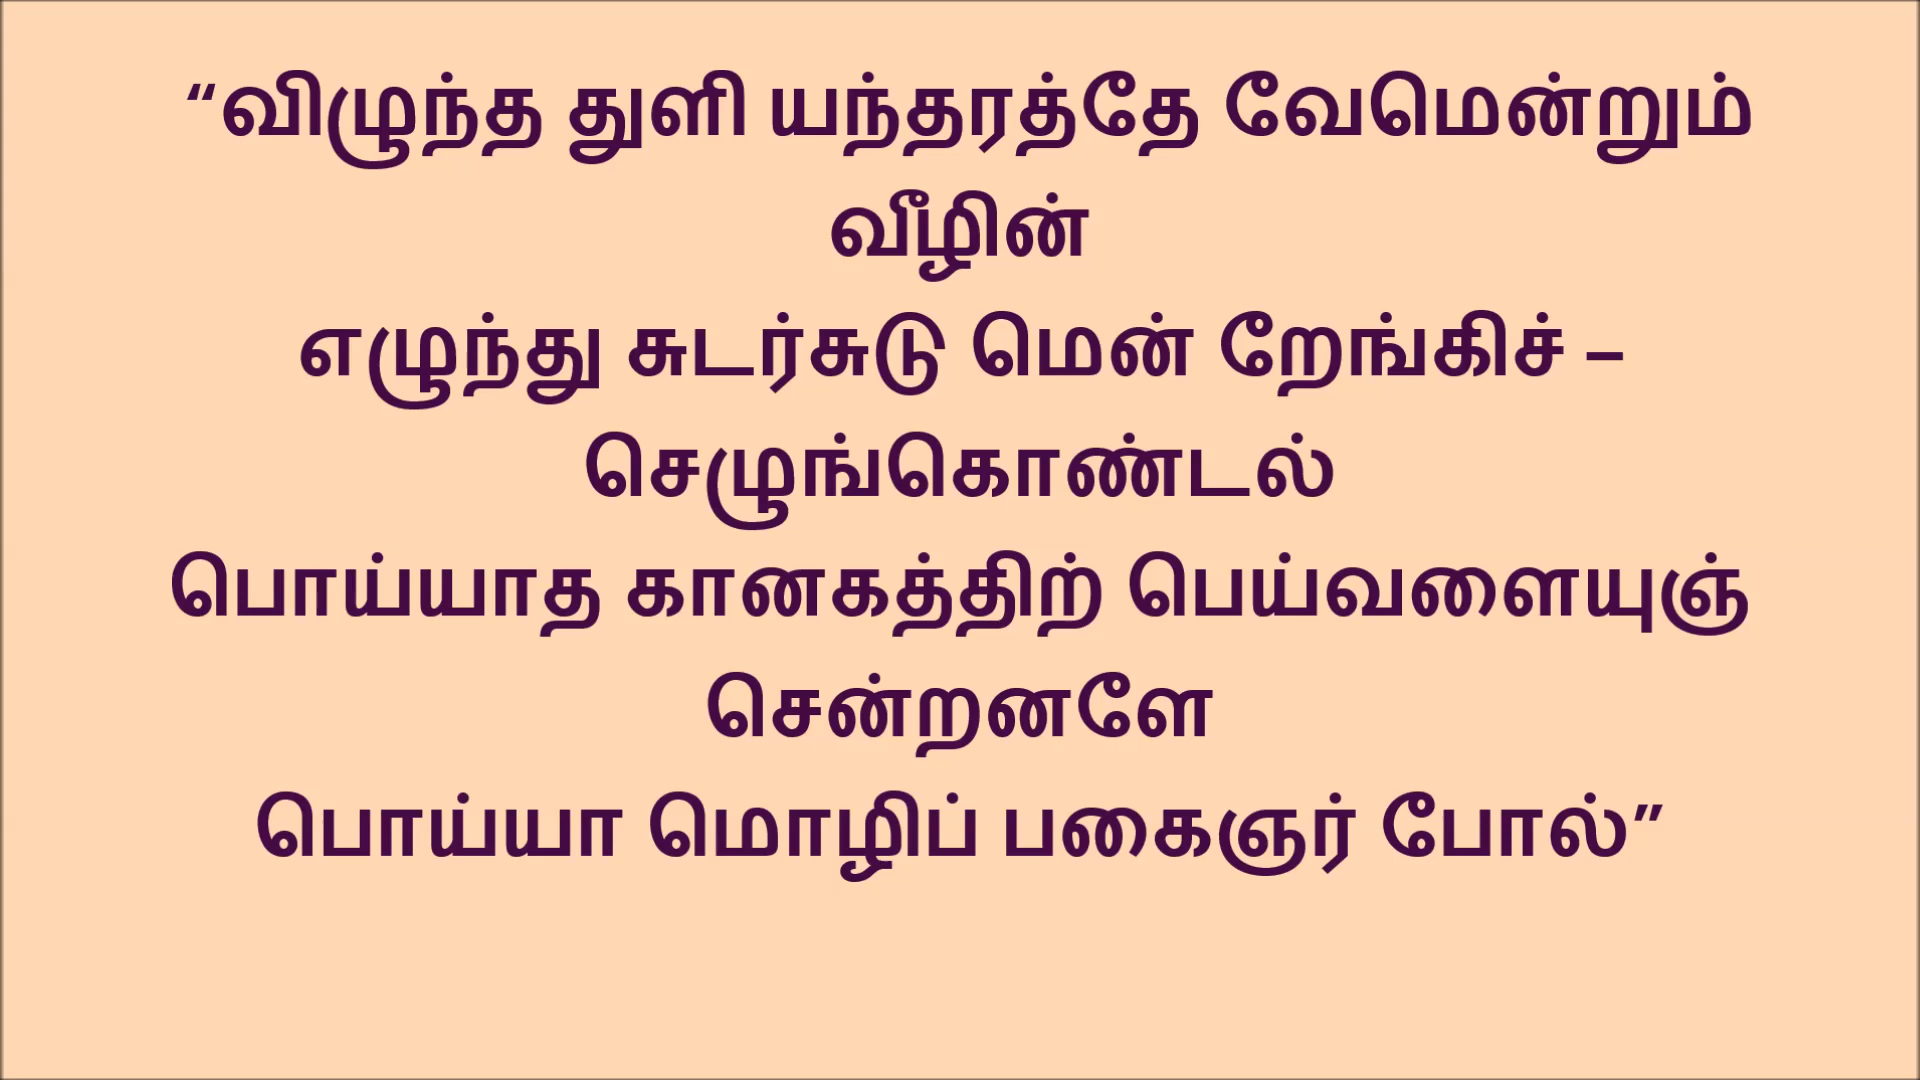 “விழுந்த துளி யந்தரத்தே வேமென்றும்
வீழின்
எழுந்து சுடர்சுடு மென் றேங்கிச் –
செழுங்கொண்டல்
பொய்யாத கானகத்திற் பெய்வளையுஞ்
சென்றனளே
பொய்யா மொழிப் பகைஞர் போல்”